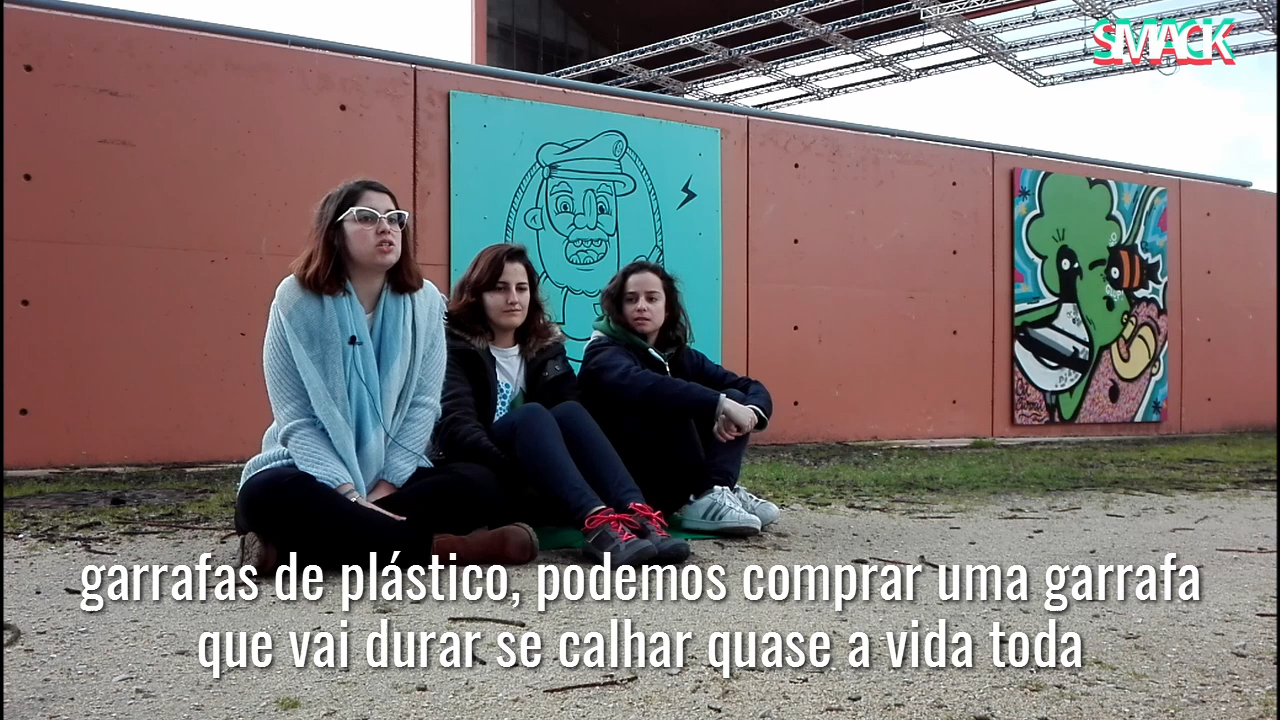 SMACK
garrafas de plástico, podemos comprar uma garrafa
que vai durar se calhar quase a vida toda